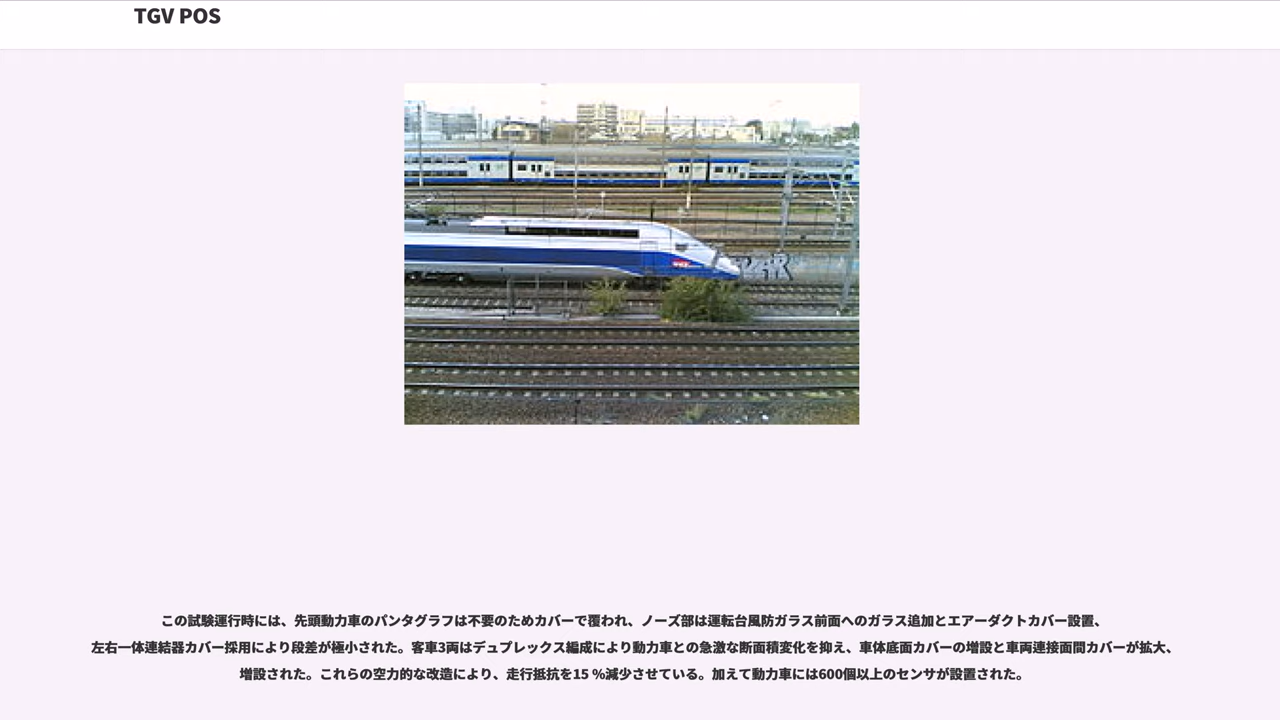 TGV POS
この試験運行時には、先頭動力車のパンタグラフは不要のためカバーで覆われ、ノーズ部は運転台風防ガラス前面へのガラス追加とエアーダクトカバー設置、
左右一体連結器カバー採用により段差が極小された。客車3両はデュプレックス編成により動力車との急激な断面積変化を抑え、車体底面カバーの増設と車両連接面間カバーが拡大、
増設された。これらの空力的な改造により、走行抵抗を15 %減少させている。加えて動力車には600個以上のセンサが設置された。